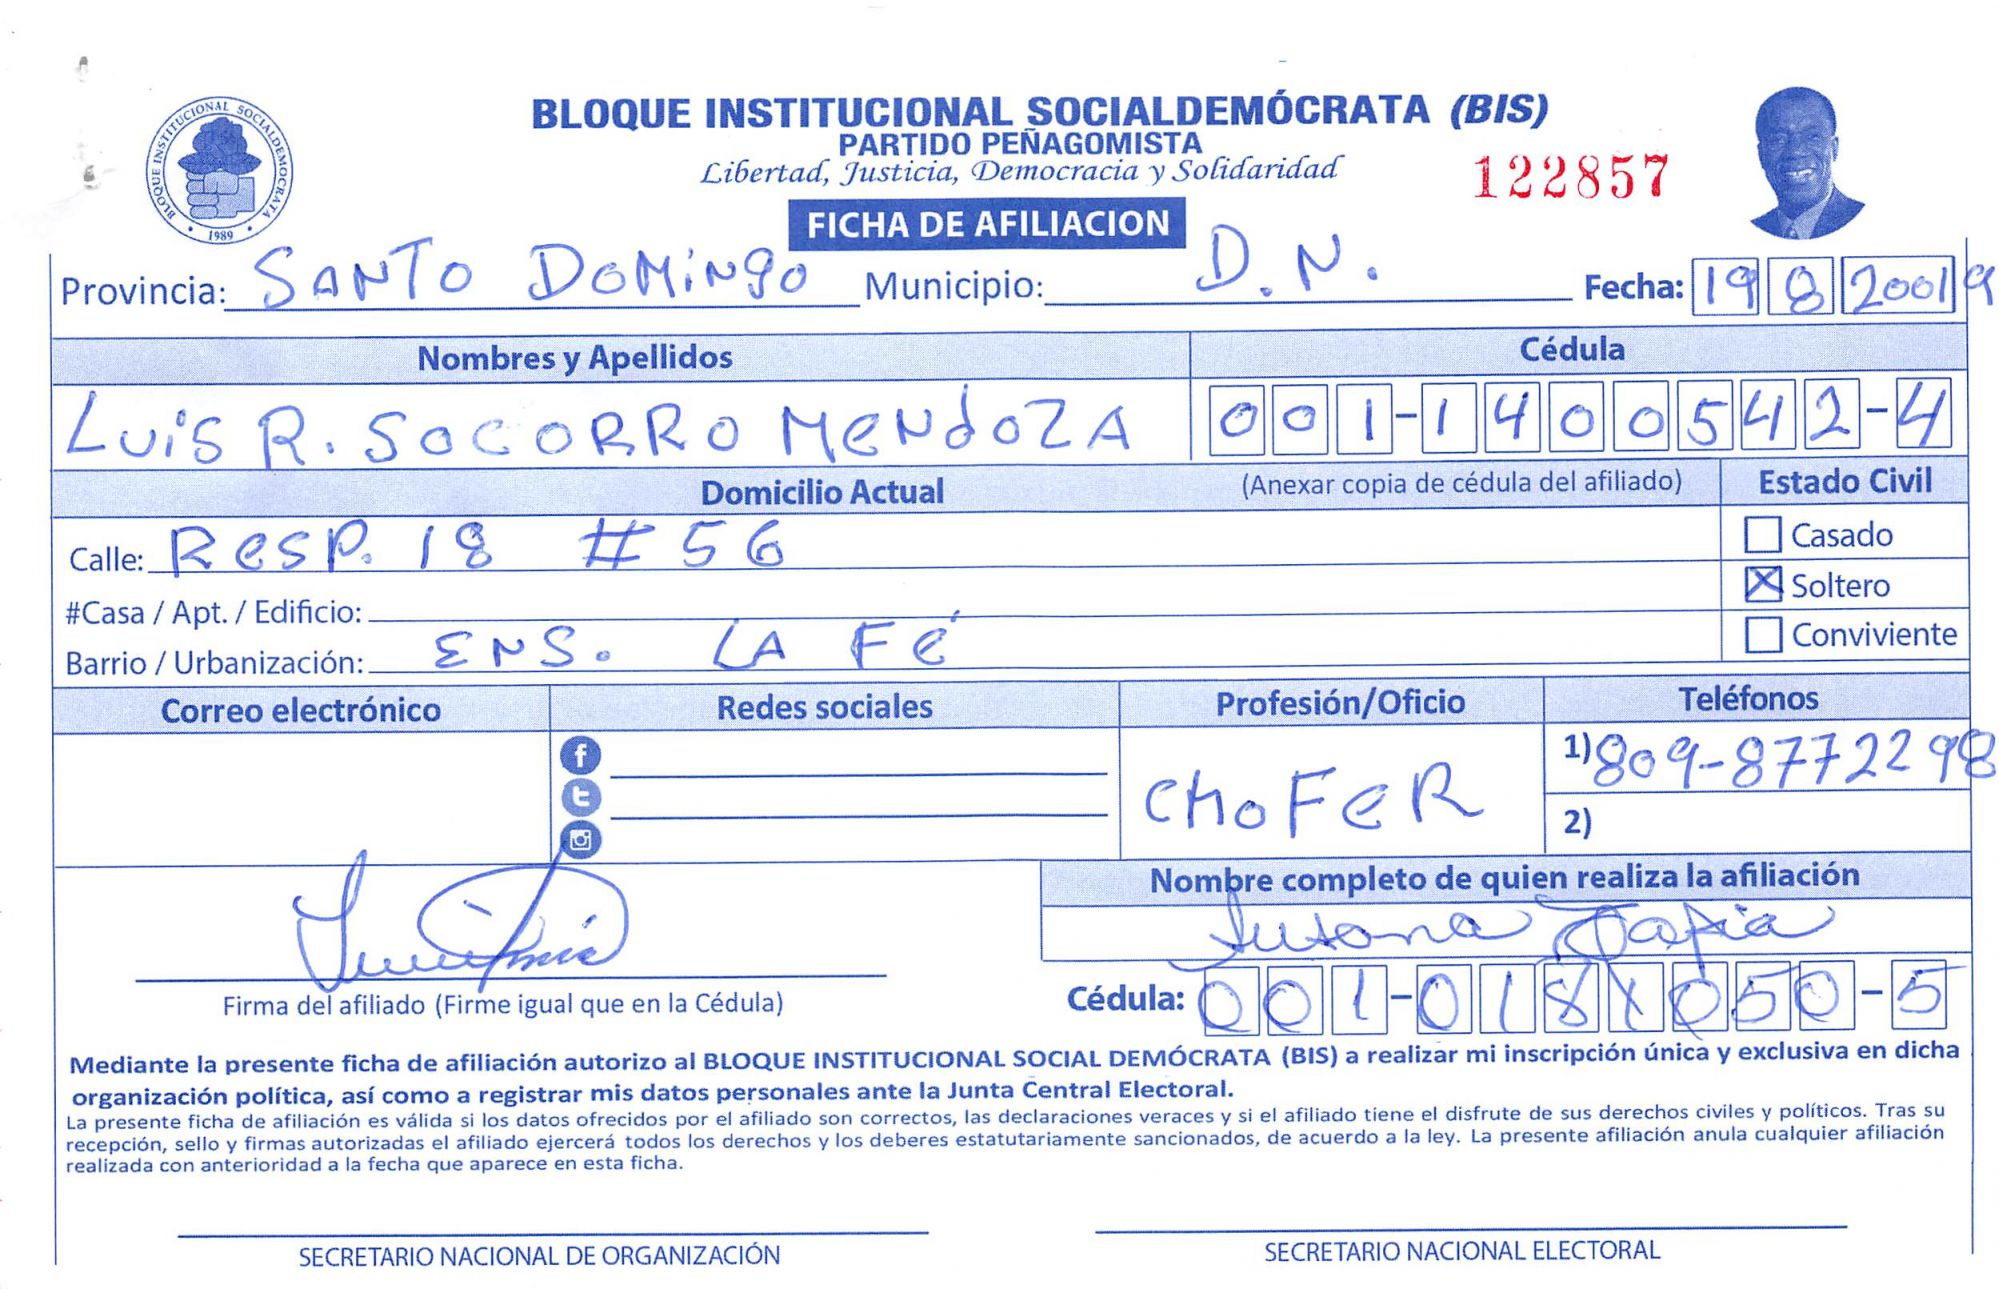 BLOQUE INSTITUCIONAL SOCIALDEMOCRATA
1989
BLOQUE INSTITUCIONAL SOCIALDEMÓCRATA (BIS)
PARTIDO PEÑAGOMISTA
Libertad, Justicia, Democracia y Solidaridad
122857
FICHA DE AFILIACION
Provincia: SANTO DOMiNgO Municipio: D.N. Fecha: 19 8 20019
Nombres y Apellidos Cédula
LuiS R. SOCORRO MeNdOZA 001-1400542-4
Domicilio Actual (Anexar copia de cédula del afiliado) Estado Civil
Calle: ReSP. 18 #56
Casado
#Casa / Apt. / Edificio:
Soltero
Barrio / Urbanización: ENS. LA Fé
Conviviente
Correo electrónico Redes sociales Profesión/Oficio Teléfonos
CHOFeR
1) 809-8772298
2)
Nombre completo de quien realiza la afiliación
Susana Tapia
Firma del afiliado (Firme igual que en la Cédula)
Cédula: 001-0181050-5
Mediante la presente ficha de afiliación autorizo al BLOQUE INSTITUCIONAL SOCIAL DEMÓCRATA (BIS) a realizar mi inscripción única y exclusiva en dicha
organización política, así como a registrar mis datos personales ante la Junta Central Electoral.
La presente ficha de afiliación es válida si los datos ofrecidos por el afiliado son correctos, las declaraciones veraces y si el afiliado tiene el disfrute de sus derechos civiles y políticos. Tras su
recepción, sello y firmas autorizadas el afiliado ejercerá todos los derechos y los deberes estatutariamente sancionados, de acuerdo a la ley. La presente afiliación anula cualquier afiliación
realizada con anterioridad a la fecha que aparece en esta ficha.
SECRETARIO NACIONAL DE ORGANIZACIÓN SECRETARIO NACIONAL ELECTORAL